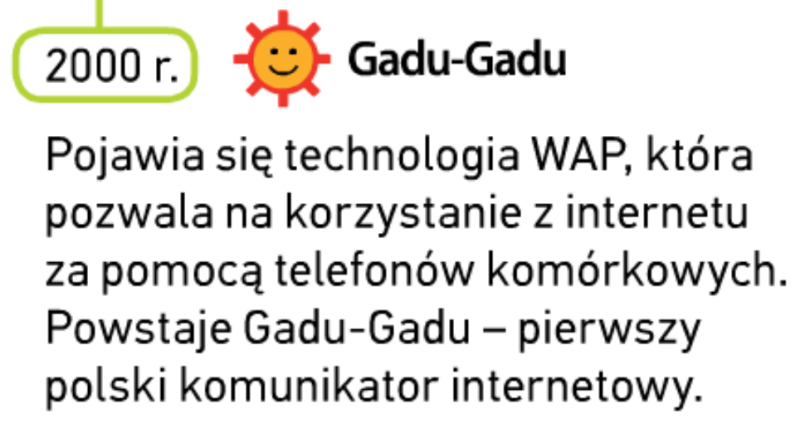 2000 r.
Gadu-Gadu
Pojawia się technologia WAP, która
pozwala na korzystanie z internetu
za pomocą telefonów komórkowych.
Powstaje Gadu-Gadu – pierwszy
polski komunikator internetowy.